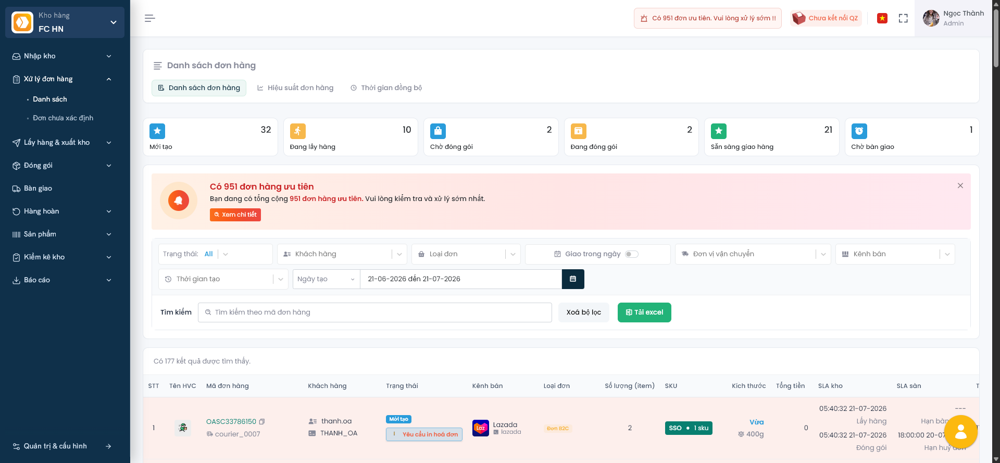 Kho hàng
FC HN
Nhập kho
Xử lý đơn hàng
Danh sách
Đơn chưa xác định
Lấy hàng & xuất kho
Đóng gói
Bàn giao
Hàng hoàn
Sản phẩm
Kiểm kê kho
Báo cáo
Quản trị & cấu hình
Có 951 đơn ưu tiên. Vui lòng xử lý sớm !!
Chưa kết nối QZ
Ngọc Thành
Admin
Danh sách đơn hàng
Danh sách đơn hàng
Hiệu suất đơn hàng
Thời gian đồng bộ
32
Mới tạo
10
Đang lấy hàng
2
Chờ đóng gói
2
Đang đóng gói
21
Sẵn sàng giao hàng
1
Chờ bàn giao
Có 951 đơn hàng ưu tiên
Bạn đang có tổng cộng 951 đơn hàng ưu tiên. Vui lòng kiểm tra và xử lý sớm nhất.
Xem chi tiết
Trạng thái: All
Khách hàng
Loại đơn
Giao trong ngày
Đơn vị vận chuyển
Kênh bán
Thời gian tạo
Ngày tạo
21-06-2026 đến 21-07-2026
Tìm kiếm
Tìm kiếm theo mã đơn hàng
Xoá bộ lọc
Tải excel
Có 177 kết quả được tìm thấy.
STT Tên HVC Mã đơn hàng Khách hàng Trạng thái Kênh bán Loại đơn Số lượng (item) SKU Kích thước Tổng tiền SLA kho SLA sàn T
1
OASC33786150
courier_0007
thanh.oa
THANH_OA
Mới tạo
Yêu cầu in hoá đơn
Laz
Lazada
lazada
Đơn B2C
2
SSO • 1 sku
Vừa
400g
0
05:40:32 21-07-2026
Lấy hàng
05:40:32 21-07-2026
Đóng gói
---
Hạn bàn
18:00:00 20-07
Hạn huỷ đơn